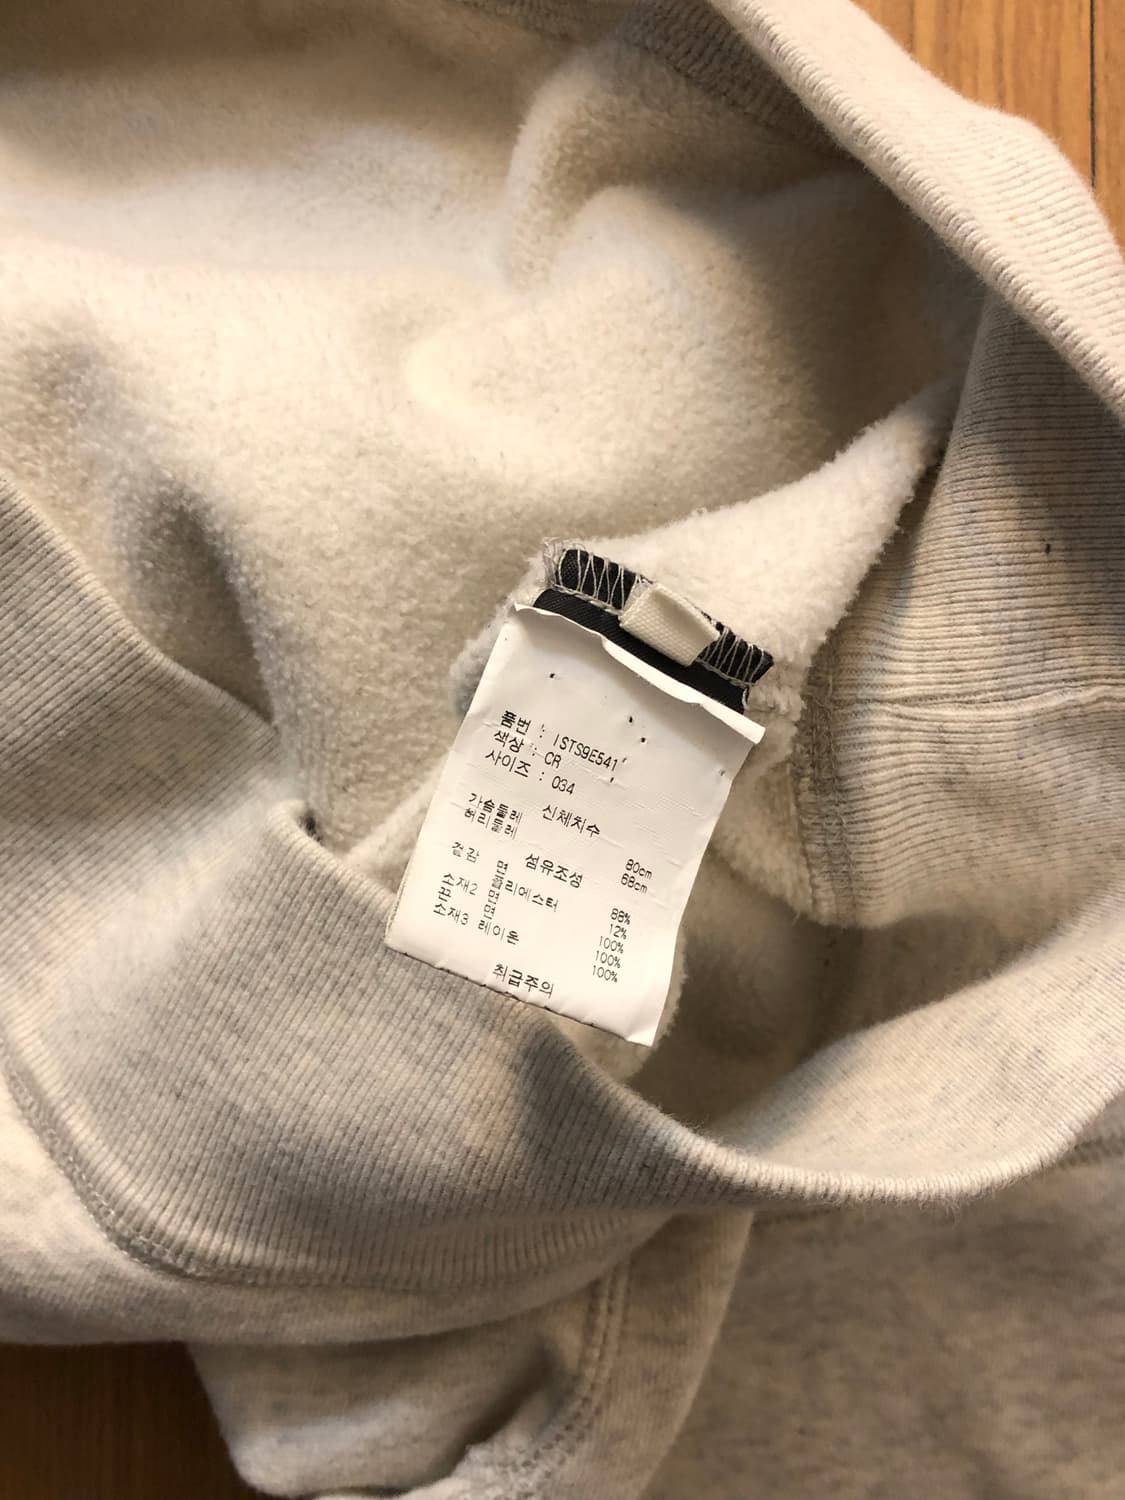 품번 : ISTS9E541
색상 : CR
사이즈 : 034
신체치수
가슴둘레 80cm
허리둘레 68cm
섬유조성
겉감 면 88%
폴리에스터 12%
소재2 면 100%
끈 면 100%
소재3 레이온 100%
취급주의